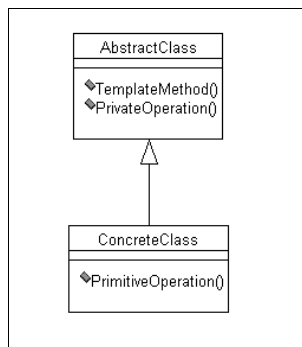 AbstractClass
TemplateMethod()
PrivateOperation()
ConcreteClass
PrimitiveOperation()